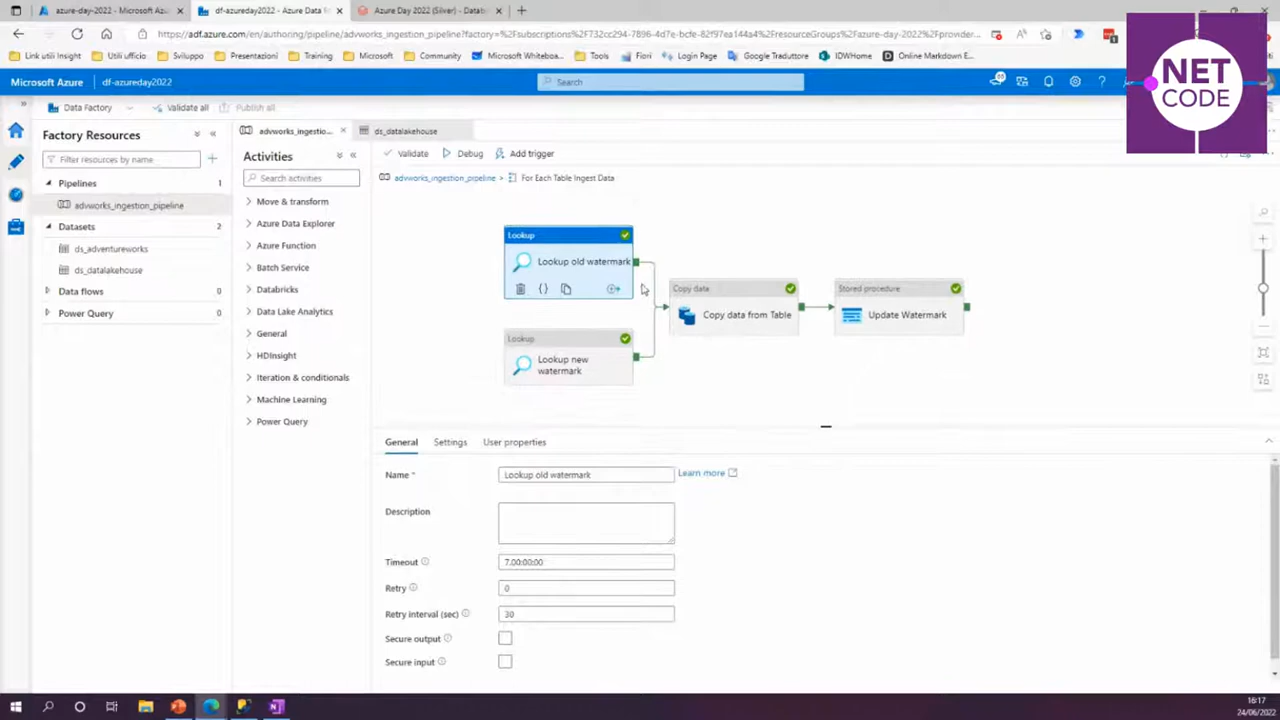 azure-day-2022 - Microsoft Azure
df-azureday2022 - Azure Data F
Azure Day 2022 (Silver) - Datab
https://adf.azure.com/en/authoring/pipeline/advworks_ingestion_pipeline?factory=%2Fsubscriptions%2F732cc294-7896-4d7e-bcfe-82f97ea144a4%2FresourceGroups%2Fazure-day-2022%2Fprovider...
Link utili Insight
Utili ufficio
Presentazioni
Training
Microsoft
Community
Microsoft Whiteboa...
Tools
Fiori
Login Page
Google Traduttore
IDWHome
Online Markdown E...
NET
CODE
Microsoft Azure
df-azureday2022
Search
Data Factory
Validate all
Publish all
Factory Resources
Filter resources by name
Pipelines 1
advworks_ingestion_pipeline
Datasets 2
ds_adventureworks
ds_datalakehouse
Data flows 0
Power Query 0
advworks_ingestio...
ds_datalakehouse
Activities
Search activities
Move & transform
Azure Data Explorer
Azure Function
Batch Service
Databricks
Data Lake Analytics
General
HDInsight
Iteration & conditionals
Machine Learning
Power Query
Validate
Debug
Add trigger
advworks_ingestion_pipeline > For Each Table Ingest Data
Lookup
Lookup old watermark
Lookup
Lookup new
watermark
Copy data
Copy data from Table
Stored procedure
Update Watermark
General
Settings
User properties
Name *
Lookup old watermark
Learn more
Description
Timeout
7.00:00:00
Retry
0
Retry interval (sec)
30
Secure output
Secure input
16:17
24/06/2022